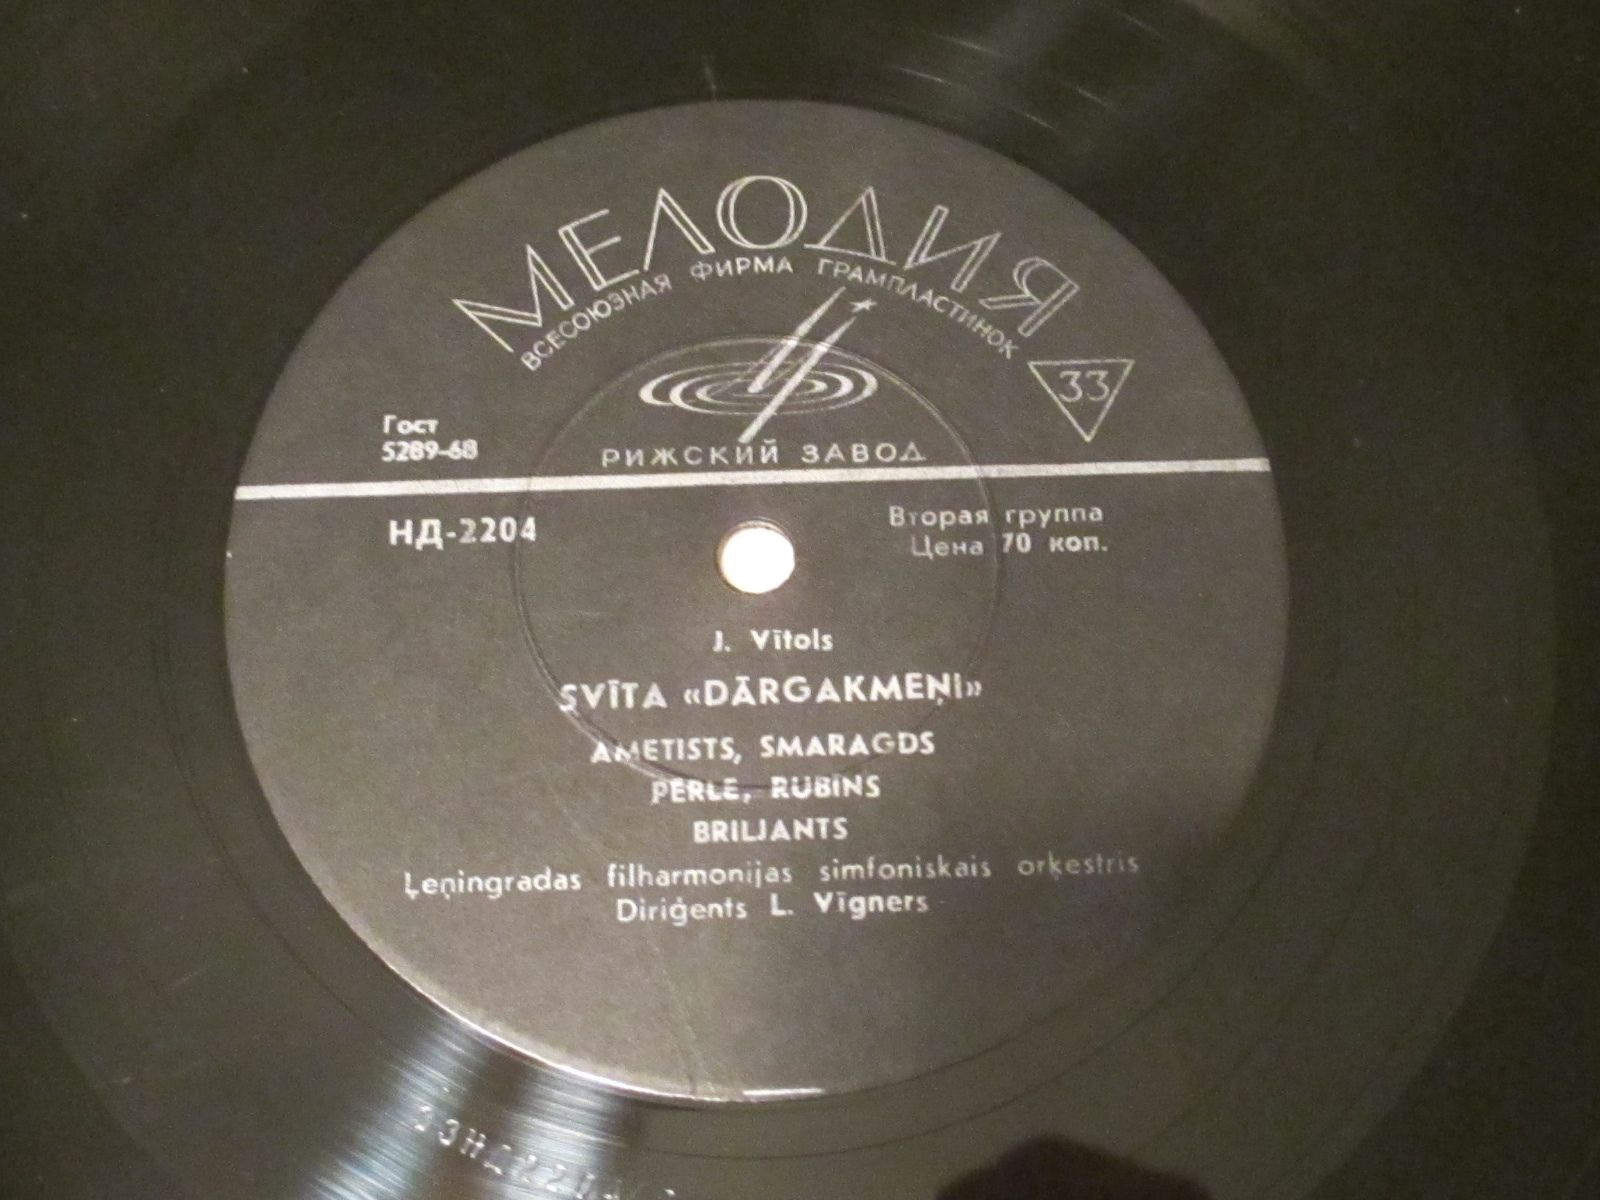 МЕЛОДИЯ
ВСЕСОЮЗНАЯ ФИРМА ГРАМПЛАСТИНОК
33
Гост
5289-68
РИЖСКИЙ ЗАВОД
НД-2204
Вторая группа
Цена 70 коп.
J. Vītols
SVĪTA «DĀRGAKMEŅI»
AMETISTS, SMARAGDS
PĒRLE, RUBĪNS
BRILJANTS
Ļeņingradas filharmonijas simfoniskais orķestris
Diriģents L. Vīgners